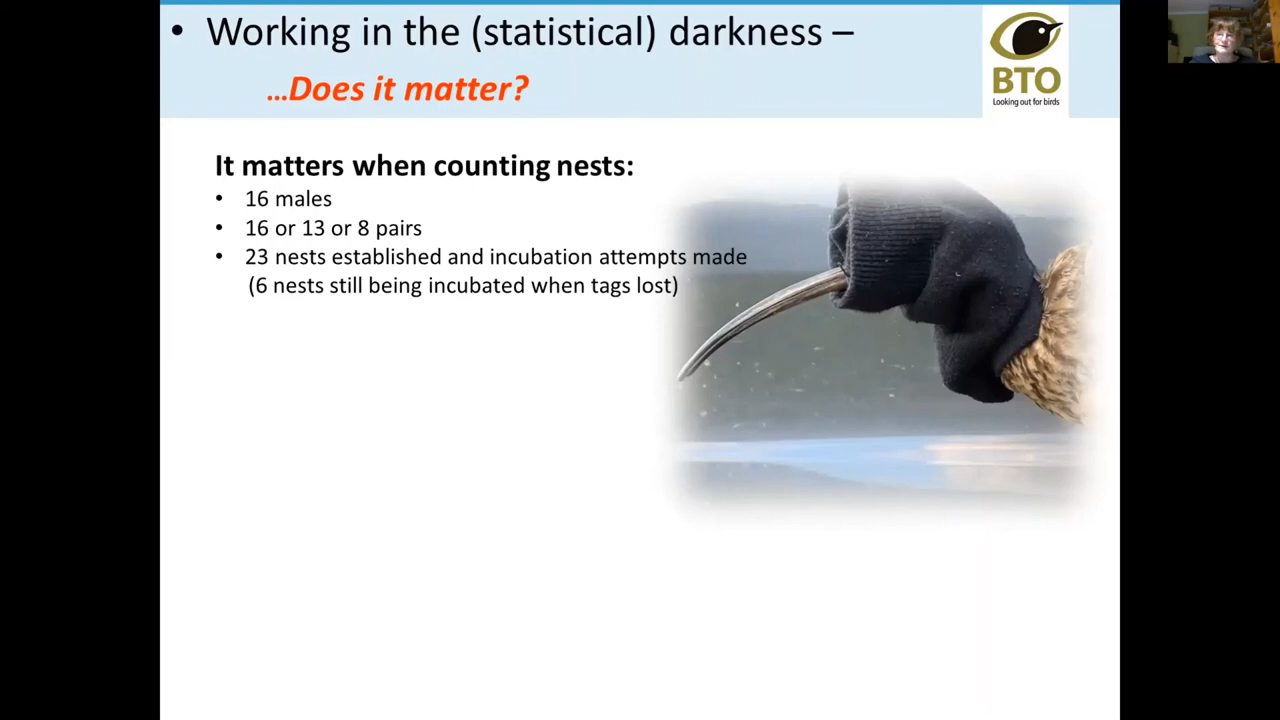 • Working in the (statistical) darkness –
...Does it matter?
BTO
Looking out for birds
It matters when counting nests:
• 16 males
• 16 or 13 or 8 pairs
• 23 nests established and incubation attempts made
(6 nests still being incubated when tags lost)